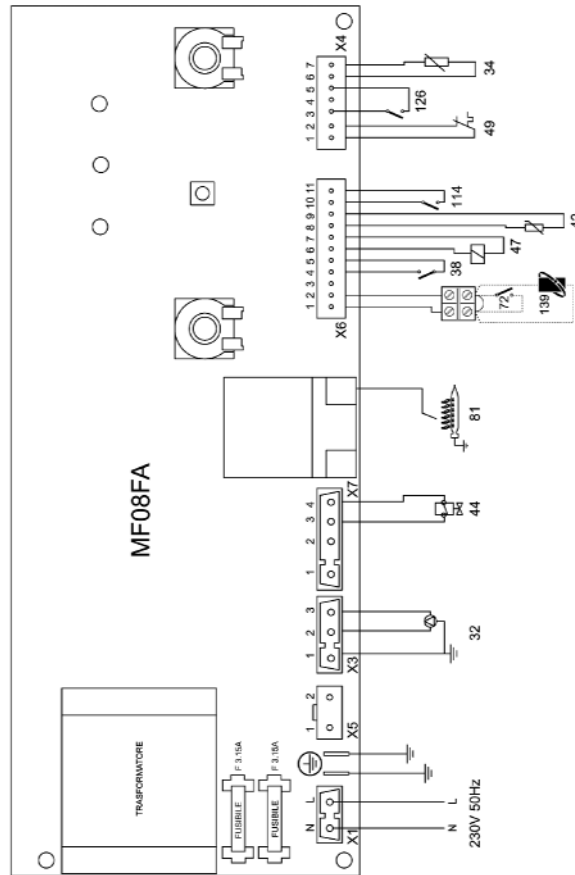 X4
1 2 3 4 5 6 7
34
126
49
1 2 3 4 5 6 7 8 9 10 11
X6
114
47
38
72
139
MF08FA
81
X7
1 2 3 4
44
X3
1 2 3
32
X5
1 2
TRASFORMATORE
FUSIBILE
F 3.15A
FUSIBILE
F 3.15A
N L
X1
N L
230V 50Hz